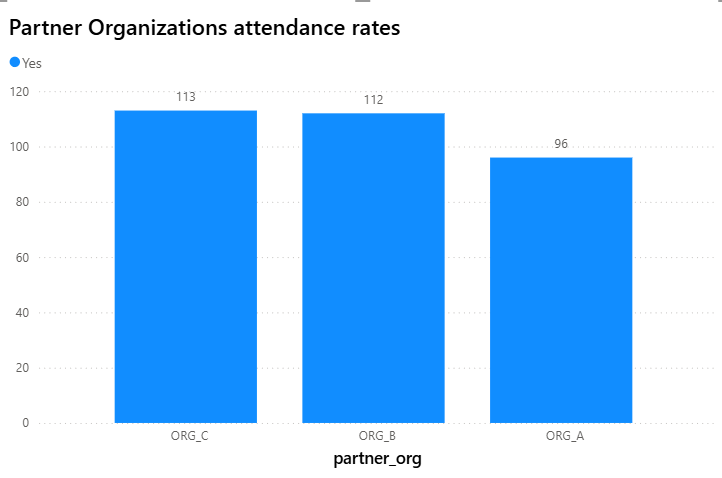 Partner Organizations attendance rates
Yes
120
100
80
60
40
20
0
113
112
96
ORG_C
ORG_B
ORG_A
partner_org